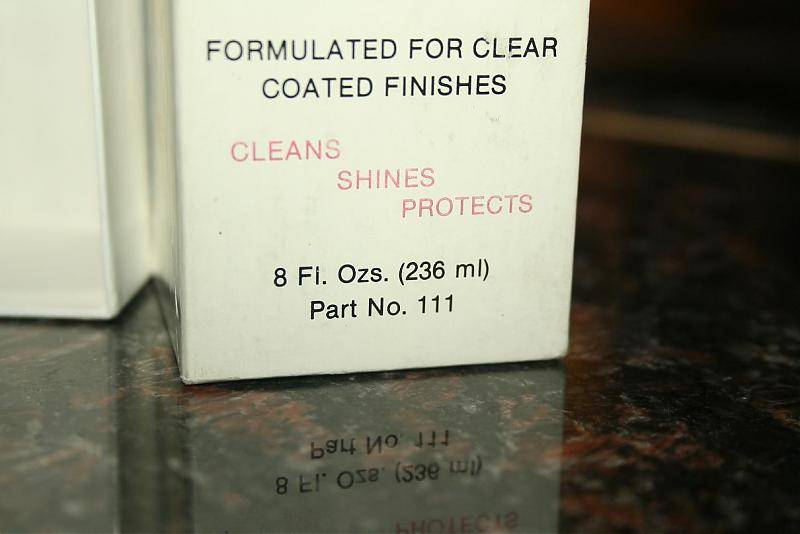 FORMULATED FOR CLEAR
COATED FINISHES
CLEANS
SHINES
PROTECTS
8 Fl. Ozs. (236 ml)
Part No. 111